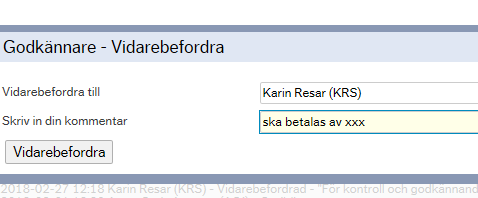 Godkännare - Vidarebefordra
Vidarebefordra till Karin Resar (KRS)
Skriv in din kommentar ska betalas av xxx
Vidarebefordra
2018-02-27 12:18 Karin Resar (KRS) - Vidarebefordrad - "För kontroll och godkännand